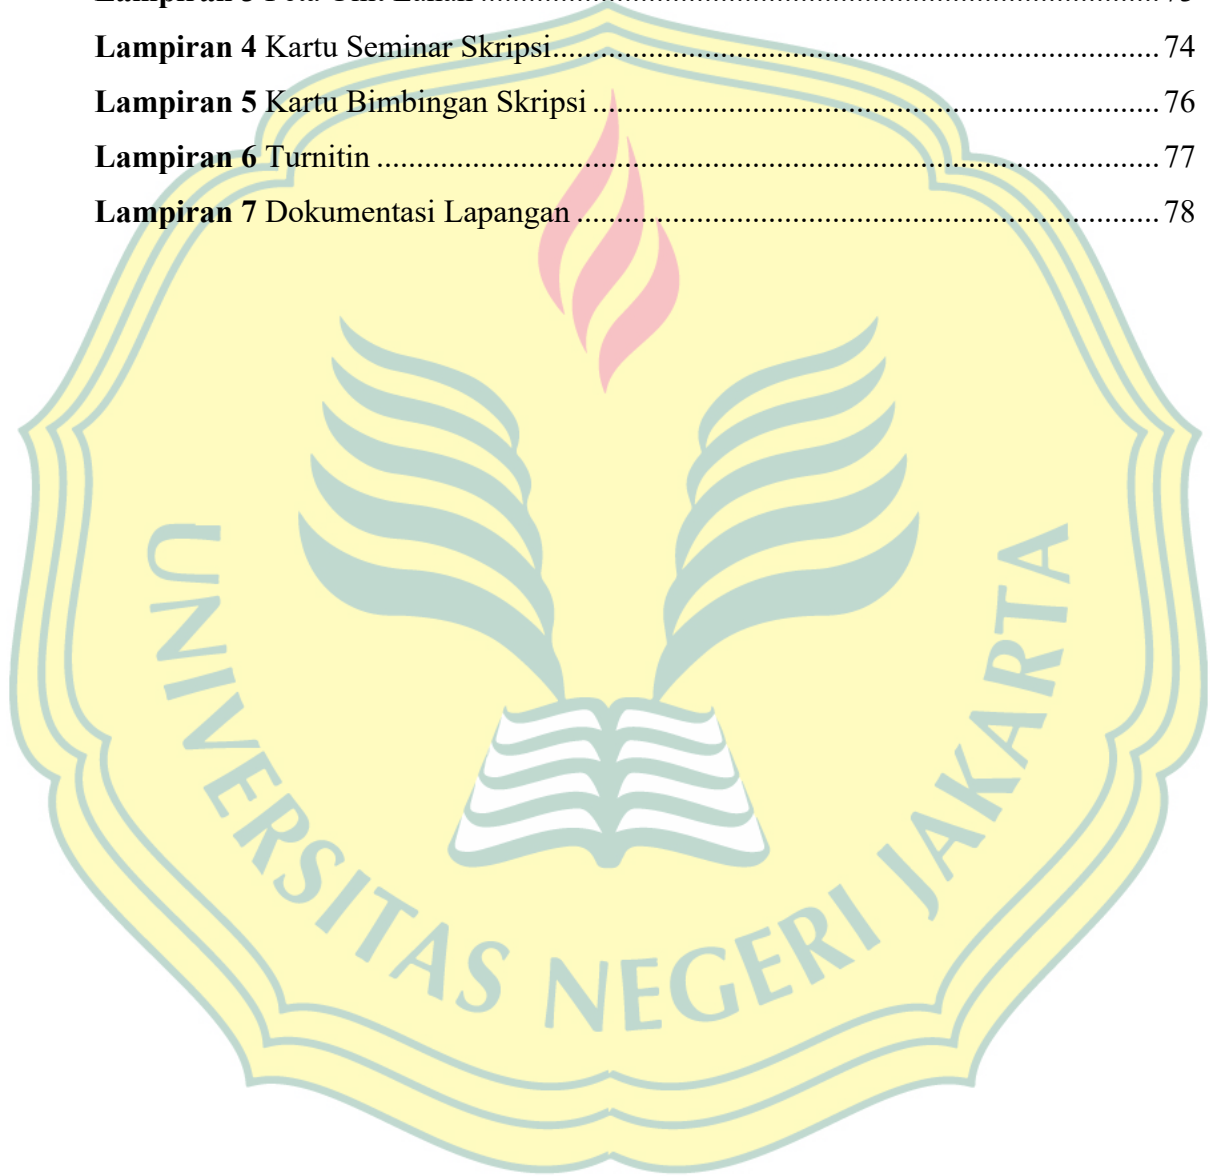 Lampiran 4 Kartu Seminar Skripsi........................................................................... 74
Lampiran 5 Kartu Bimbingan Skripsi ...................................................................... 76
Lampiran 6 Turnitin ................................................................................................. 77
Lampiran 7 Dokumentasi Lapangan ........................................................................ 78
UNIVERSITAS NEGERI JAKARTA